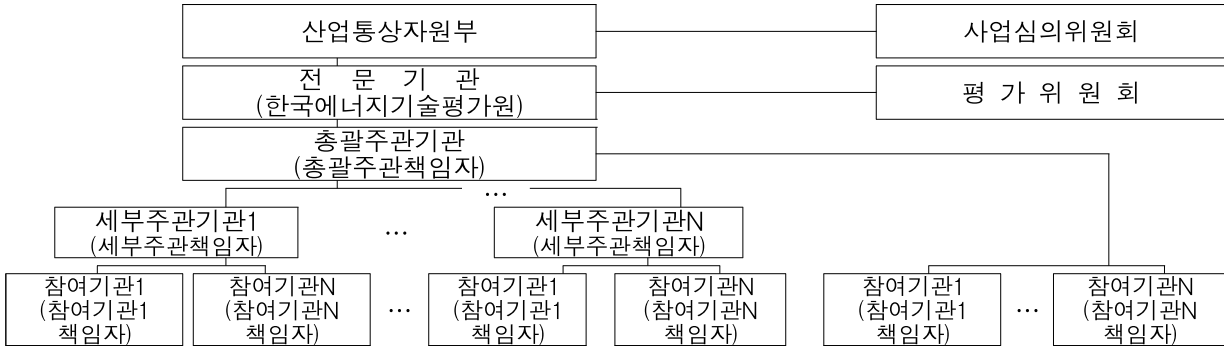 산업통상자원부
사업심의위원회
전 문 기 관
(한국에너지기술평가원)
평 가 위 원 회
총괄주관기관
(총괄주관책임자)
…
세부주관기관1
(세부주관책임자)
…
세부주관기관N
(세부주관책임자)
참여기관1
(참여기관1
책임자)
참여기관N
(참여기관N
책임자)
…
참여기관1
(참여기관1
책임자)
참여기관N
(참여기관N
책임자)
참여기관1
(참여기관1
책임자)
…
참여기관N
(참여기관N
책임자)